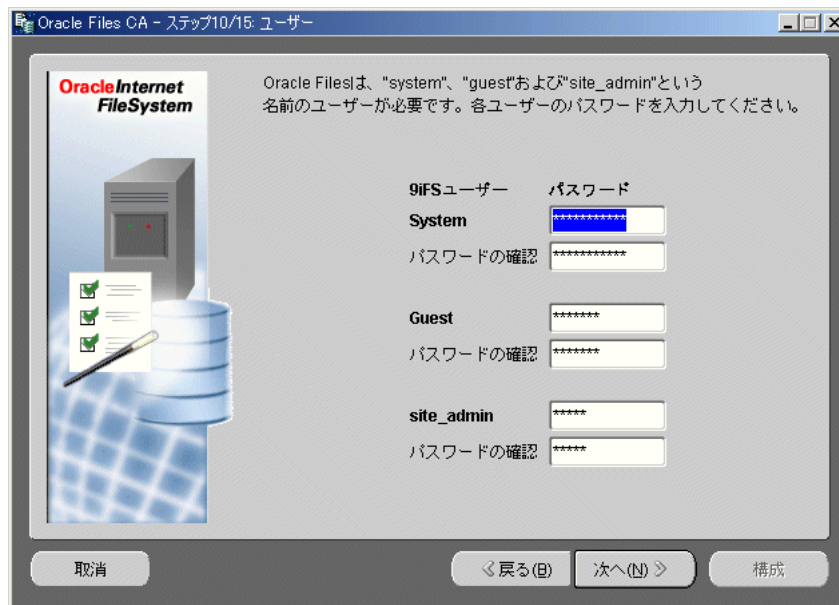 Oracle Files CA - ステップ10/15: ユーザー
OracleInternet
FileSystem
Oracle Filesは、"system"、"guest"および"site_admin"という
名前のユーザーが必要です。各ユーザーのパスワードを入力してください。
9iFSユーザー パスワード
System ***********
パスワードの確認 ***********
Guest *******
パスワードの確認 *******
site_admin *****
パスワードの確認 *****
取消 戻る(B) 次へ(N) 構成